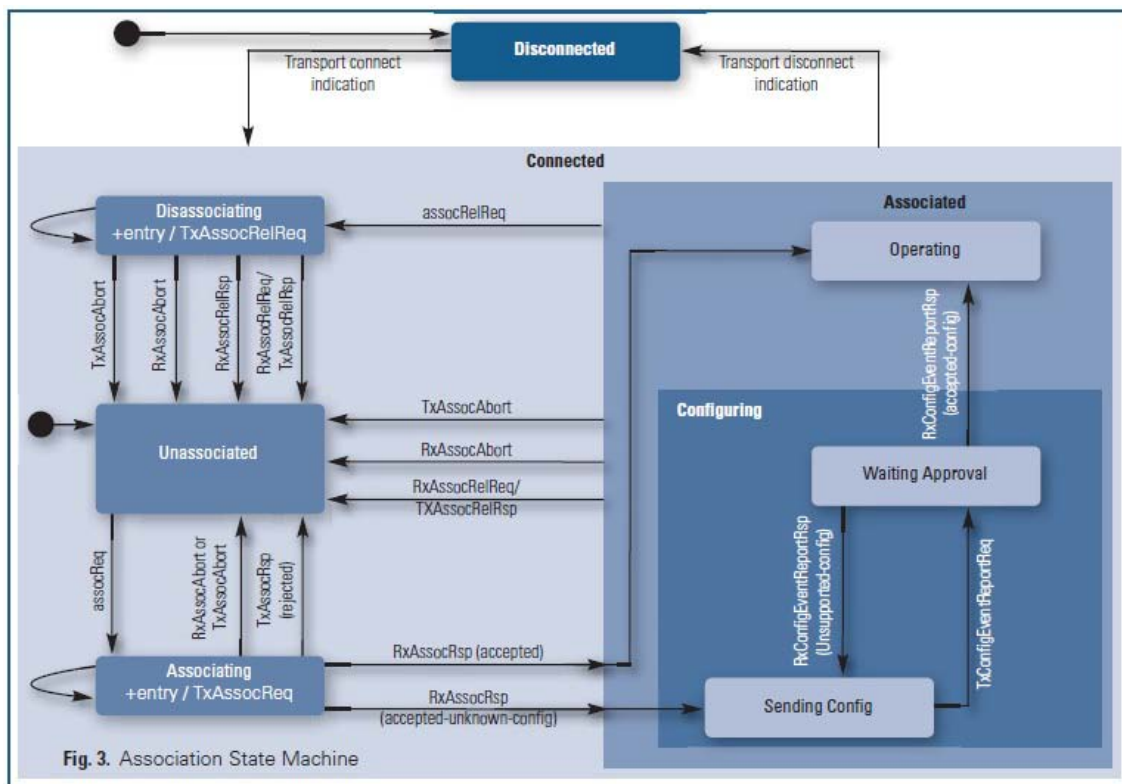 Disconnected
Transport connect
indication
Transport disconnect
indication
Connected
Disassociating
+entry / TxAssocRelReq
assocRelReq
Associated
Operating
TxAssocAbort
RxAssocAbort
RxAssocRelRsp
RxAssocRelReq/
TxAssocRelRsp
RxConfigEventReportRsp
(accepted-config)
Unassociated
TxAssocAbort
RxAssocAbort
RxAssocRelReq/
TXAssocRelRsp
Configuring
Waiting Approval
assocReq
RxAssocAbort or
TxAssocAbort
TxAssocRsp
(rejected)
RxConfigEventReportRsp
(Unsupported-config)
TxConfigEventReportReq
Associating
+entry / TxAssocReq
RxAssocRsp (accepted)
RxAssocRsp
(accepted-unknown-config)
Sending Config
Fig. 3. Association State Machine